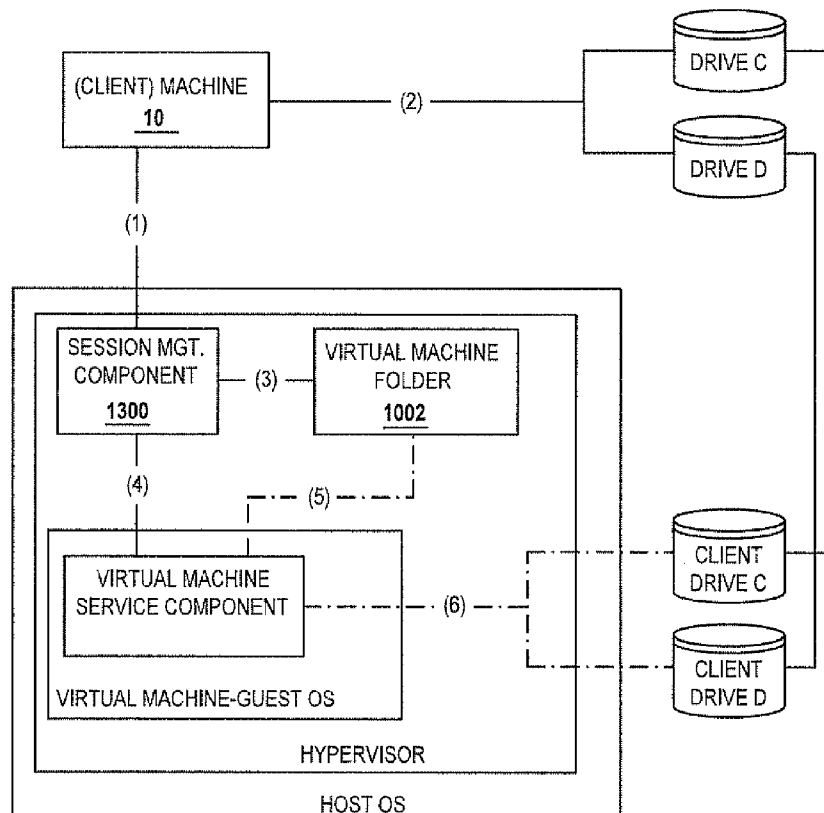 (CLIENT) MACHINE
10
(2)
DRIVE C
DRIVE D
(1)
SESSION MGT.
COMPONENT
1300
(3)
VIRTUAL MACHINE
FOLDER
1002
(4)
(5)
VIRTUAL MACHINE
SERVICE COMPONENT
(6)
CLIENT
DRIVE C
CLIENT
DRIVE D
VIRTUAL MACHINE-GUEST OS
HYPERVISOR
HOST OS